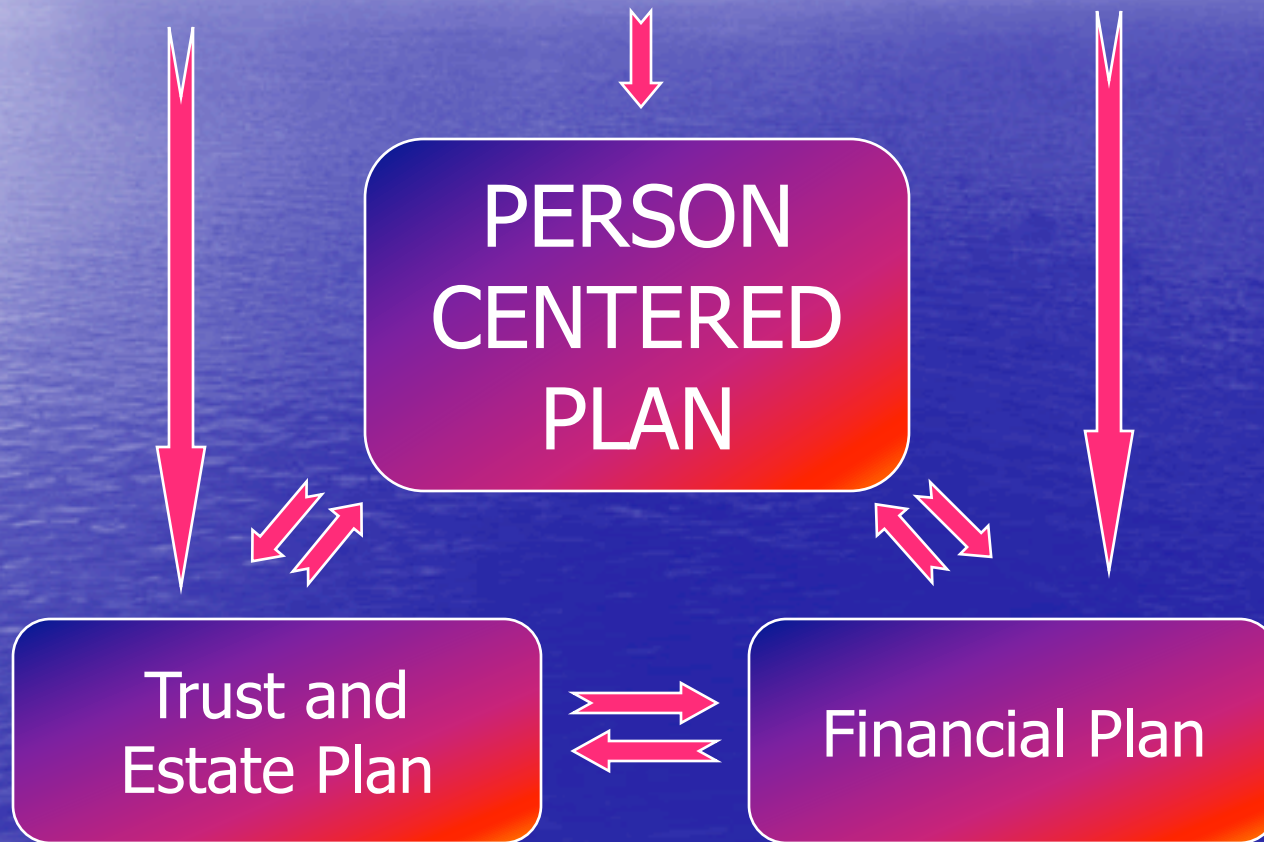 PERSON
CENTERED
PLAN
Trust and
Estate Plan
Financial Plan